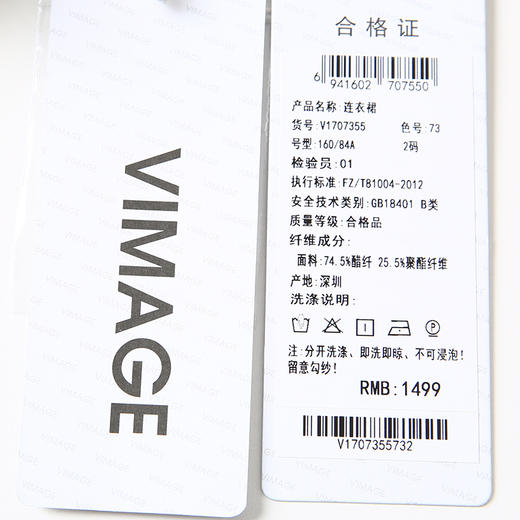 VIMAGE
合格证
6 941602 707550
产品名称:连衣裙
货号:V1707355 色号:73
号型:160/84A 2码
检验员:01
执行标准:FZ/T81004-2012
安全技术类别:GB18401 B类
质量等级:合格品
纤维成分:
面料:74.5%醋纤 25.5%聚酯纤维
产地:深圳
洗涤说明:
P
注:分开洗涤、即洗即晾、不可浸泡!
留意勾纱!
RMB:1499
V1707355732